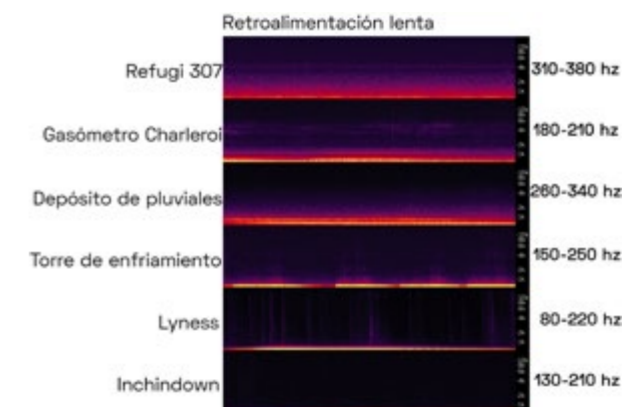 Retroalimentación lenta
Refugi 307
310-380 hz
Gasómetro Charleroi
180-210 hz
Depósito de pluviales
260-340 hz
Torre de enfriamiento
150-250 hz
Lyness
80-220 hz
Inchindown
130-210 hz